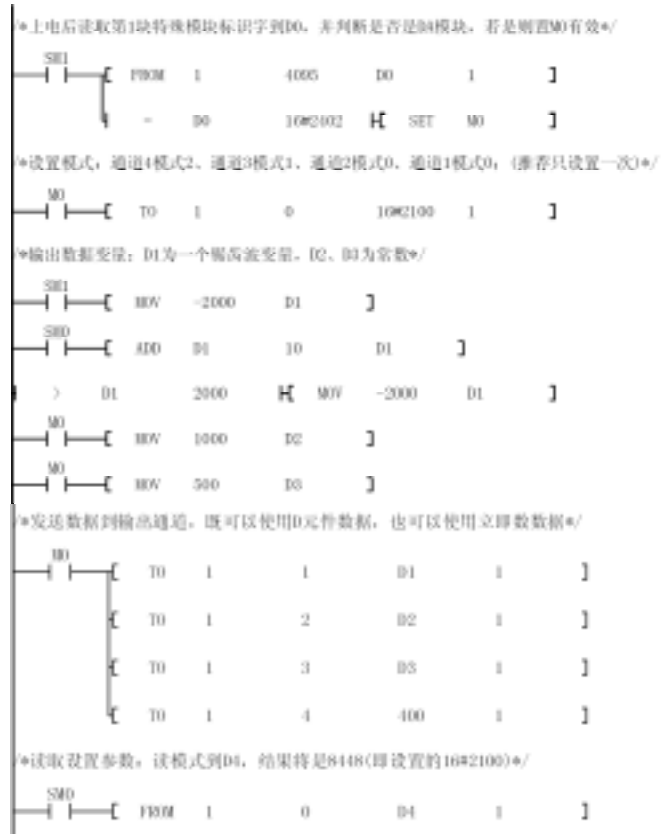 /*上电后读取第1块特殊模块标识字到D0，并判断是否是DA模块，若是则置M0有效*/
SM1
[ FROM 1 4095 D0 1 ]
[ = D0 16#2402 ][ SET M0 ]
/*设置模式：通道4模式2、通道3模式1、通道2模式0、通道1模式0；(推荐只设置一次)*/
M0
[ TO 1 0 16#2100 1 ]
/*输出数据变量：D1为一个锯齿波变量，D2、D3为常数*/
SM1
[ MOV -2000 D1 ]
SM0
[ ADD D1 10 D1 ]
> D1 2000 ][ MOV -2000 D1 ]
M0
[ MOV 1000 D2 ]
M0
[ MOV 500 D3 ]
/*发送数据到输出通道，既可以使用D元件数据，也可以使用立即数数据*/
M0
[ TO 1 1 D1 1 ]
[ TO 1 2 D2 1 ]
[ TO 1 3 D3 1 ]
[ TO 1 4 400 1 ]
/*读取设置参数，读模式到D4，结果将是8448(即设置的16#2100)*/
SM0
[ FROM 1 0 D4 1 ]